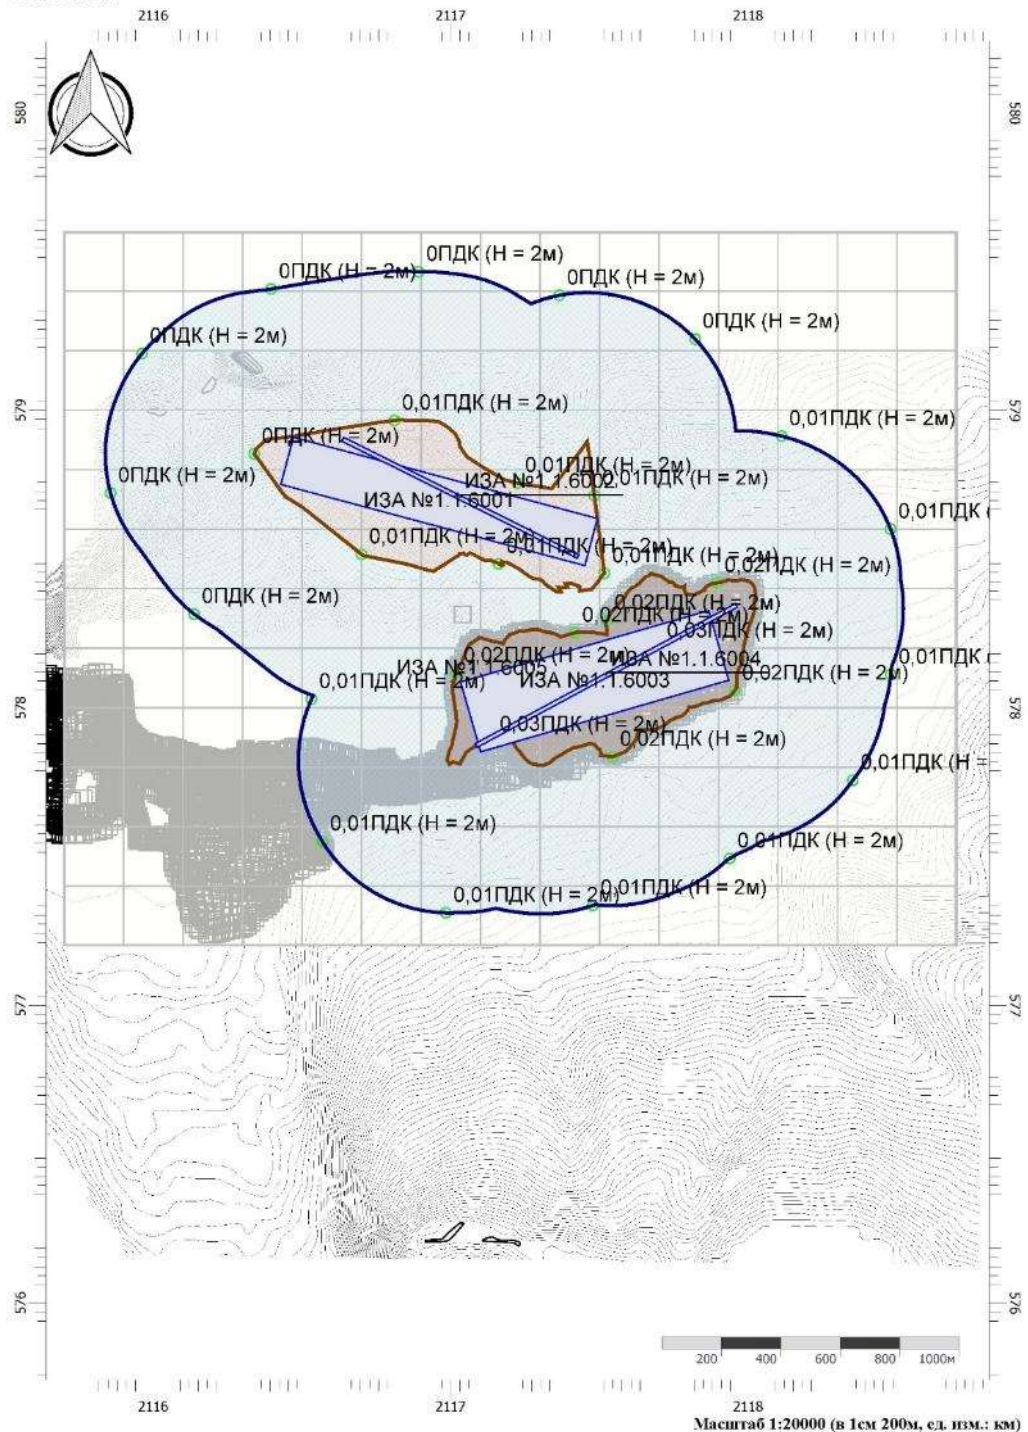 2116
2117
2118
580
580
0ПДК (Н = 2м)
0ПДК (Н = 2м)
0ПДК (Н = 2м)
0ПДК (Н = 2м)
0ПДК (Н = 2м)
579
579
0,01ПДК (Н = 2м)
0,01ПДК (Н = 2м)
0ПДК (Н = 2м)
0,01ПДК (Н = 2м)
0ПДК (Н = 2м)
ИЗА №1.1.6002
0,01ПДК (Н = 2м)
ИЗА №1.1.6001
0,01ПДК (Н
0,01ПДК (Н = 2м)
0,01ПДК (Н = 2м)
0,01ПДК (Н = 2м)
0,02ПДК (Н = 2м)
0ПДК (Н = 2м)
0,02ПДК (Н = 2м)
0,02ПДК (Н = 2м)
0,03ПДК (Н = 2м)
0,02ПДК (Н = 2м)
ИЗА №1.1.6004
0,01ПДК (Н
ИЗА №1.1.6005
0,02ПДК (Н = 2м)
0,01ПДК (Н = 2м)
ИЗА №1.1.6003
578
578
0,03ПДК (Н = 2м)
0,02ПДК (Н = 2м)
0,01ПДК (Н =
0,01ПДК (Н = 2м)
0,01ПДК (Н = 2м)
0,01ПДК (Н = 2м)
0,01ПДК (Н = 2м)
577
577
576
576
200
400
600
800
1000м
2116
2117
2118
Масштаб 1:20000 (в 1см 200м, ед. изм.: км)